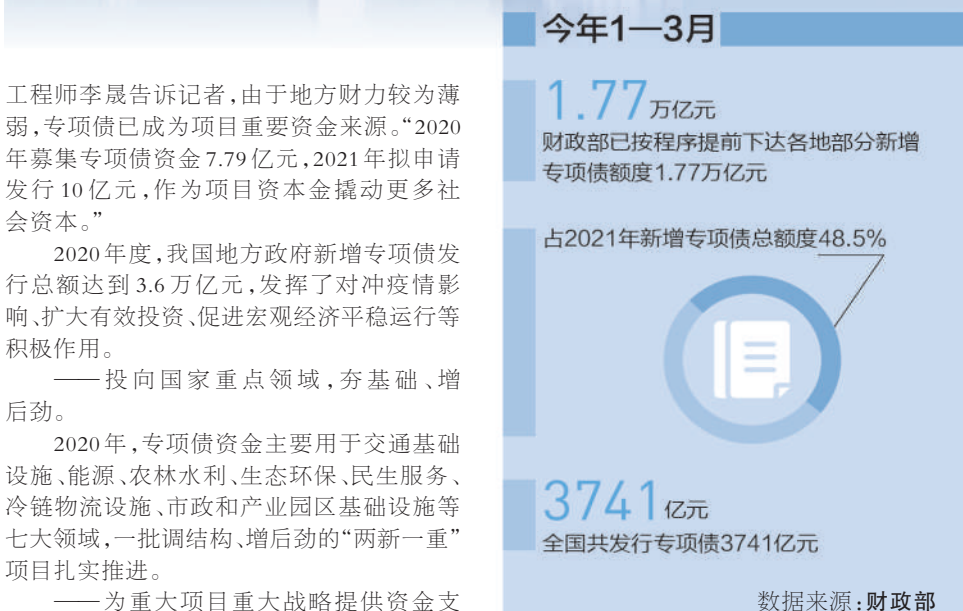 工程师李晟告诉记者,由于地方财力较为薄
弱,专项债已成为项目重要资金来源。“2020
年募集专项债资金7.79亿元,2021年拟申请
发行10亿元,作为项目资本金撬动更多社
会资本。”
2020年度,我国地方政府新增专项债发
行总额达到3.6万亿元,发挥了对冲疫情影
响、扩大有效投资、促进宏观经济平稳运行等
积极作用。
——投向国家重点领域,夯基础、增
后劲。
2020年,专项债资金主要用于交通基础
设施、能源、农林水利、生态环保、民生服务、
冷链物流设施、市政和产业园区基础设施等
七大领域,一批调结构、增后劲的“两新一重”
项目扎实推进。
——为重大项目重大战略提供资金支
今年1—3月
1.77万亿元
财政部已按程序提前下达各地部分新增
专项债额度1.77万亿元
占2021年新增专项债总额度48.5%
3741亿元
全国共发行专项债3741亿元
数据来源:财政部